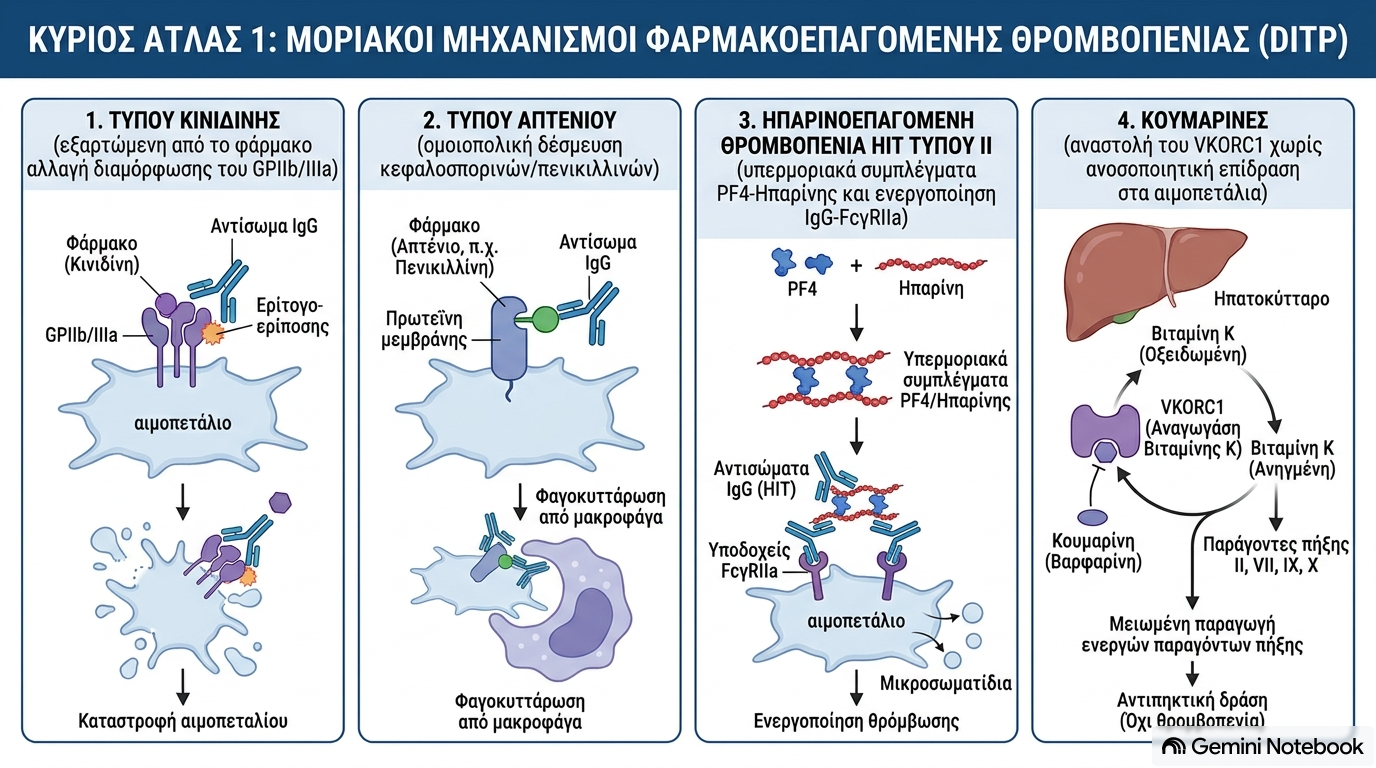 ΚΥΡΙΟΣ ΑΤΛΑΣ 1: ΜΟΡΙΑΚΟΙ ΜΗΧΑΝΙΣΜΟΙ ΦΑΡΜΑΚΟΕΠΑΓΟΜΕΝΗΣ ΘΡΟΜΒΟΠΕΝΙΑΣ (DITP)
1. ΤΥΠΟΥ ΚΙΝΙΔΙΝΗΣ
(εξαρτώμενη από το φάρμακο
αλλαγή διαμόρφωσης του GPIIb/IIIa)
Φάρμακο
(Κινιδίνη)
Αντίσωμα IgG
GPIIb/IIIa
Ερίτογο-
ερίποσης
αιμοπετάλιο
Καταστροφή αιμοπεταλίου
2. ΤΥΠΟΥ ΑΠΤΕΝΙΟΥ
(ομοιοπολική δέσμευση
κεφαλοσπορινών/πενικιλλινών)
Φάρμακο
(Απτένιο, π.χ.
Πενικιλλίνη)
Αντίσωμα
IgG
Πρωτεΐνη
μεμβράνης
Φαγοκυττάρωση
από μακροφάγα
Φαγοκυττάρωση
από μακροφάγα
3. ΗΠΑΡΙΝΟΕΠΑΓΟΜΕΝΗ
ΘΡΟΜΒΟΠΕΝΙΑ HIT ΤΥΠΟΥ II
(υπερμοριακά συμπλέγματα
PF4-Ηπαρίνης και ενεργοποίηση
IgG-FcγRIIa)
+
PF4
Ηπαρίνη
Υπερμοριακά
συμπλέγματα
PF4/Ηπαρίνης
Αντισώματα
IgG (HIT)
Υποδοχείς
FcγRIIa
αιμοπετάλιο
Μικροσωματίδια
Ενεργοποίηση θρόμβωσης
4. ΚΟΥΜΑΡΙΝΕΣ
(αναστολή του VKORC1 χωρίς
ανοσοποιητική επίδραση
στα αιμοπετάλια)
Ηπατοκύτταρο
Βιταμίνη Κ
(Οξειδωμένη)
VKORC1
(Αναγωγάση
Βιταμίνης Κ)
Βιταμίνη Κ
(Ανηγμένη)
Κουμαρίνη
(Βαρφαρίνη)
Παράγοντες πήξης
II, VII, IX, X
Μειωμένη παραγωγή
ενεργών παραγόντων πήξης
Αντιπηκτική δράση
(Όχι θρομβοπενία)
Gemini Notebook